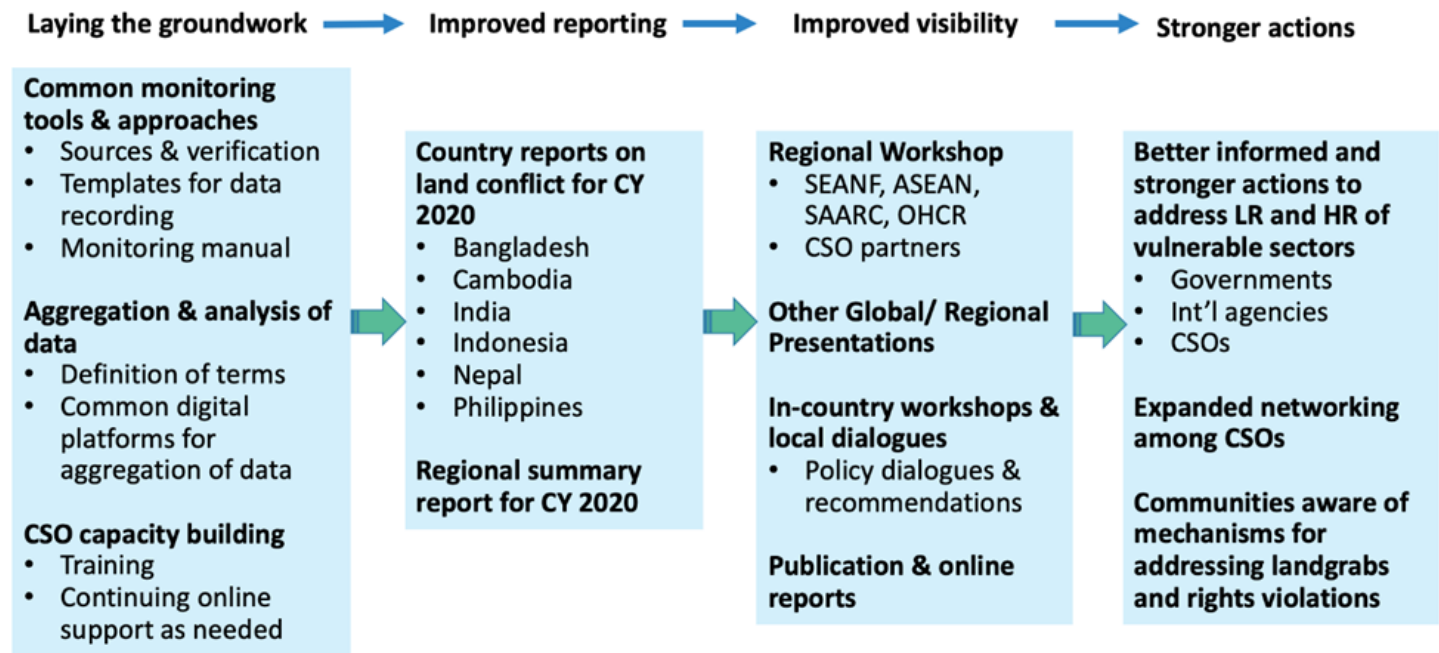 Laying the groundwork
Improved reporting
Improved visibility
Stronger actions
Common monitoring
tools & approaches
• Sources & verification
• Templates for data
recording
• Monitoring manual
Aggregation & analysis of
data
• Definition of terms
• Common digital
platforms for
aggregation of data
CSO capacity building
• Training
• Continuing online
support as needed
Country reports on
land conflict for CY
2020
• Bangladesh
• Cambodia
• India
• Indonesia
• Nepal
• Philippines
Regional summary
report for CY 2020
Regional Workshop
• SEANF, ASEAN,
SAARC, OHCR
• CSO partners
Other Global/ Regional
Presentations
In-country workshops &
local dialogues
• Policy dialogues &
recommendations
Publication & online
reports
Better informed and
stronger actions to
address LR and HR of
vulnerable sectors
• Governments
• Int’l agencies
• CSOs
Expanded networking
among CSOs
Communities aware of
mechanisms for
addressing landgrabs
and rights violations